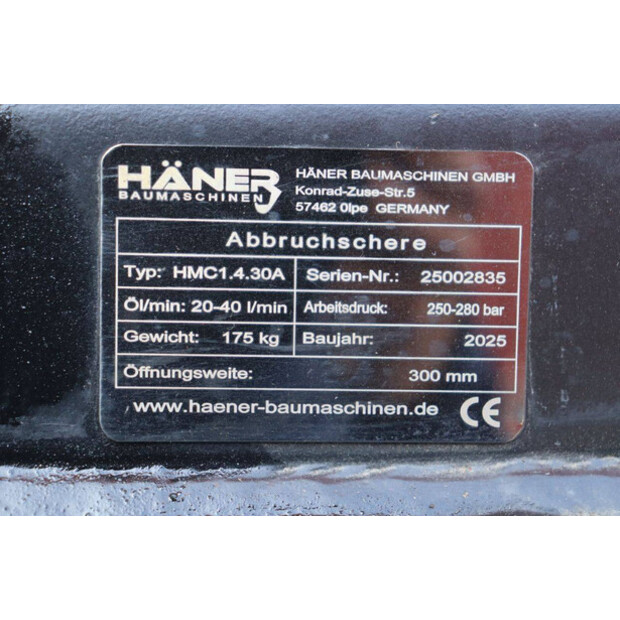 HÄNER
BAUMASCHINEN
HÄNER BAUMASCHINEN GMBH
Konrad-Zuse-Str.5
57462 Olpe GERMANY
Abbruchschere
Typ: HMC1.4.30A Serien-Nr.: 25002835
Öl/min: 20-40 l/min Arbeitsdruck: 250-280 bar
Gewicht: 175 kg Baujahr: 2025
Öffnungsweite: 300 mm
www.haener-baumaschinen.de CE